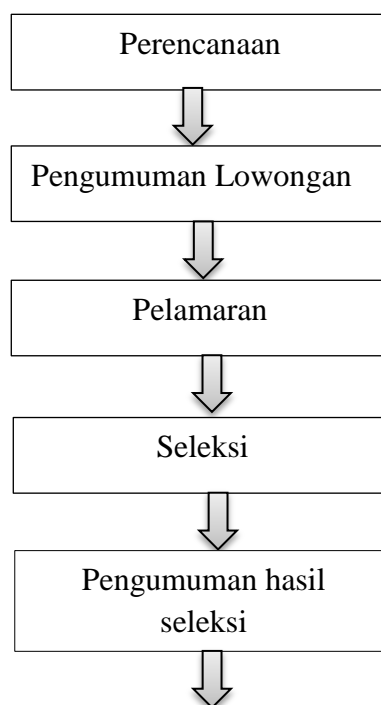 Perencanaan
Pengumuman Lowongan
Pelamaran
Seleksi
Pengumuman hasil
seleksi